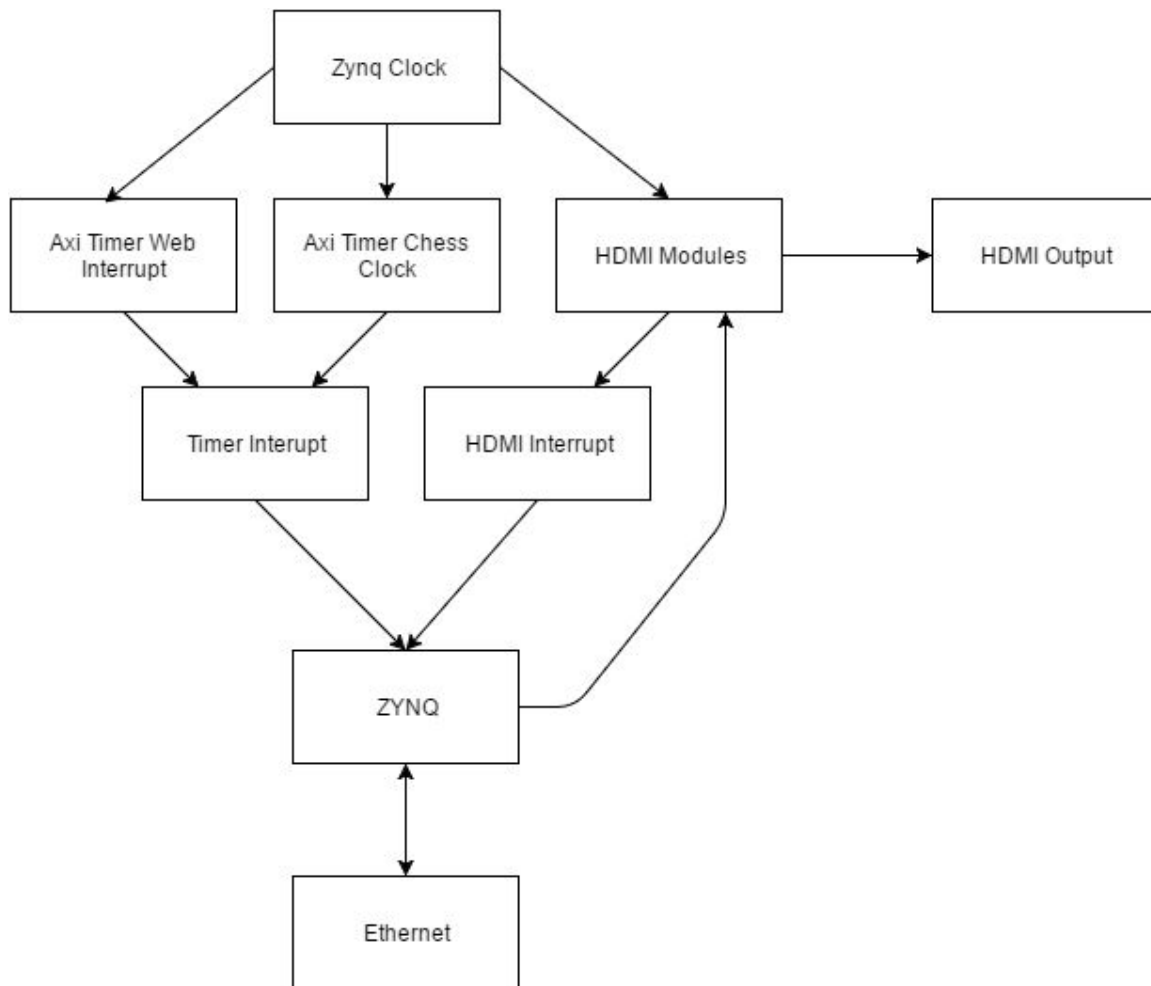 Zynq Clock
Axi Timer Web
Interrupt
Axi Timer Chess
Clock
HDMI Modules
HDMI Output
Timer Interupt
HDMI Interrupt
ZYNQ
Ethernet